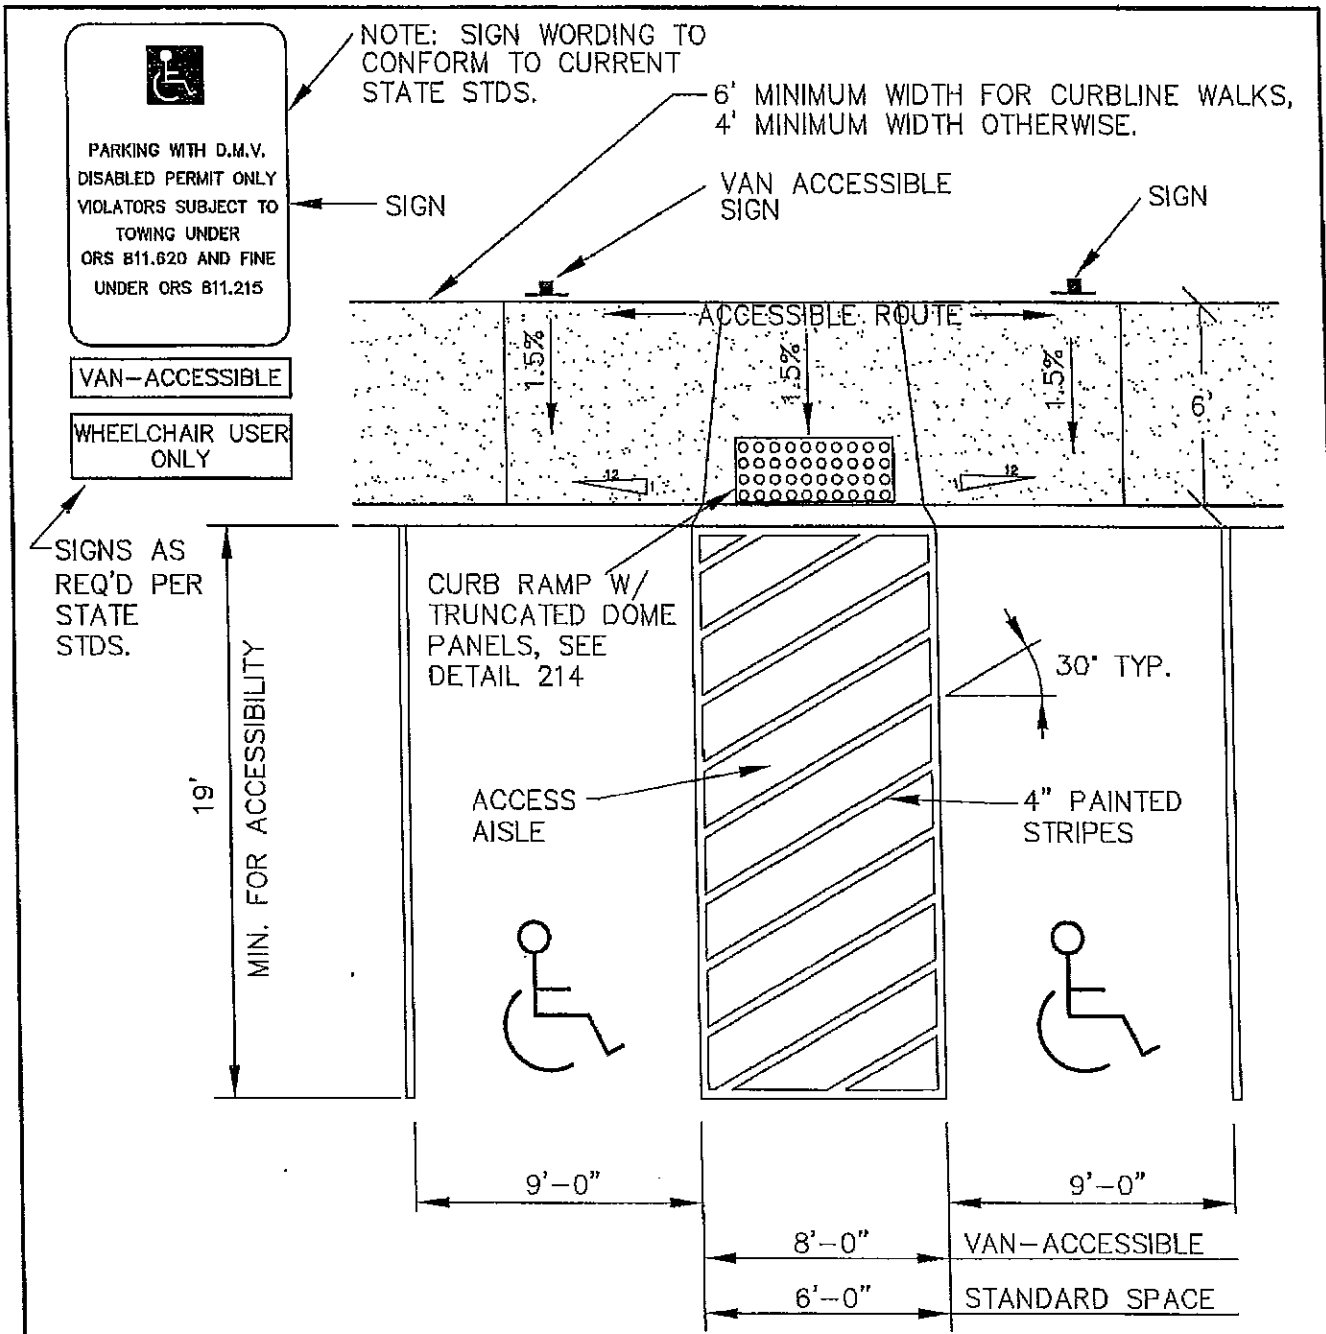 NOTE: SIGN WORDING TO
CONFORM TO CURRENT
STATE STDS.
PARKING WITH D.M.V.
DISABLED PERMIT ONLY
VIOLATORS SUBJECT TO
TOWING UNDER
ORS 811.620 AND FINE
UNDER ORS 811.215
SIGN
6' MINIMUM WIDTH FOR CURBLINE WALKS,
4' MINIMUM WIDTH OTHERWISE.
VAN ACCESSIBLE
SIGN
SIGN
VAN-ACCESSIBLE
WHEELCHAIR USER
ONLY
SIGNS AS
REQ'D PER
STATE
STDS.
ACCESSIBLE ROUTE
1.5%
1.5%
1.5%
6'
12
1
1
12
CURB RAMP W/
TRUNCATED DOME
PANELS, SEE
DETAIL 214
30° TYP.
19'
MIN. FOR ACCESSIBILITY
ACCESS
AISLE
4" PAINTED
STRIPES
9'-0"
9'-0"
8'-0" VAN-ACCESSIBLE
6'-0" STANDARD SPACE